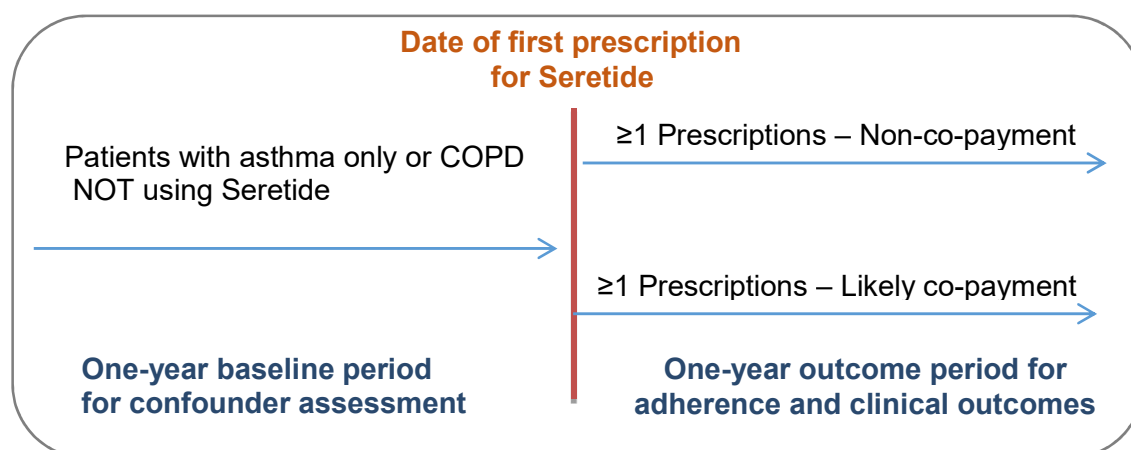 Date of first prescription
for Seretide
≥1 Prescriptions – Non-co-payment
Patients with asthma only or COPD
NOT using Seretide
≥1 Prescriptions – Likely co-payment
One-year baseline period
for confounder assessment
One-year outcome period for
adherence and clinical outcomes